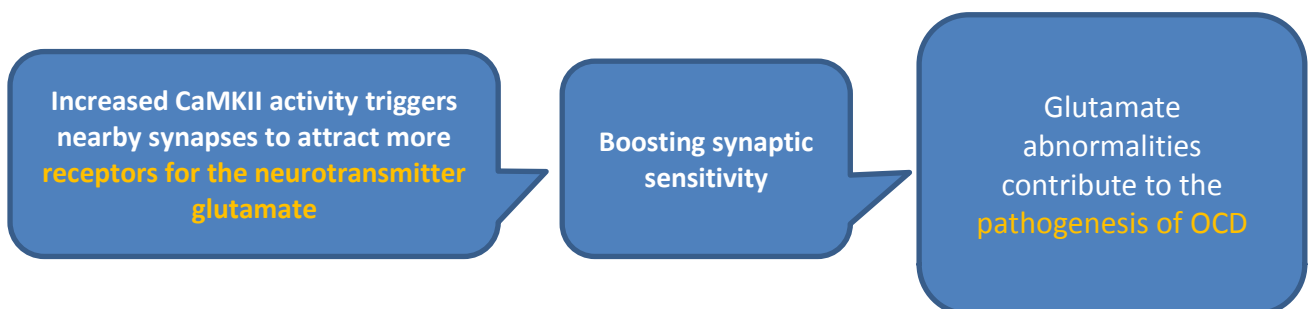 Increased CaMKII activity triggers
nearby synapses to attract more
receptors for the neurotransmitter
glutamate
Boosting synaptic
sensitivity
Glutamate
abnormalities
contribute to the
pathogenesis of OCD